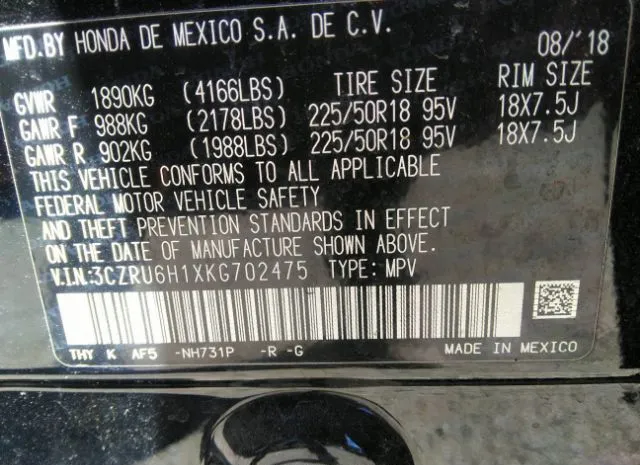 MFD.BY HONDA DE MEXICO S.A. DE C.V. 08/'18
GVWR 1890KG (4166LBS) TIRE SIZE RIM SIZE
GAWR F 988KG (2178LBS) 225/50R18 95V 18X7.5J
GAWR R 902KG (1988LBS) 225/50R18 95V 18X7.5J
THIS VEHICLE CONFORMS TO ALL APPLICABLE
FEDERAL MOTOR VEHICLE SAFETY
AND THEFT PREVENTION STANDARDS IN EFFECT
ON THE DATE OF MANUFACTURE SHOWN ABOVE.
V.I.N:3CZRU6H1XKG702475 TYPE: MPV
THY K AF5 -NH731P -R -G MADE IN MEXICO